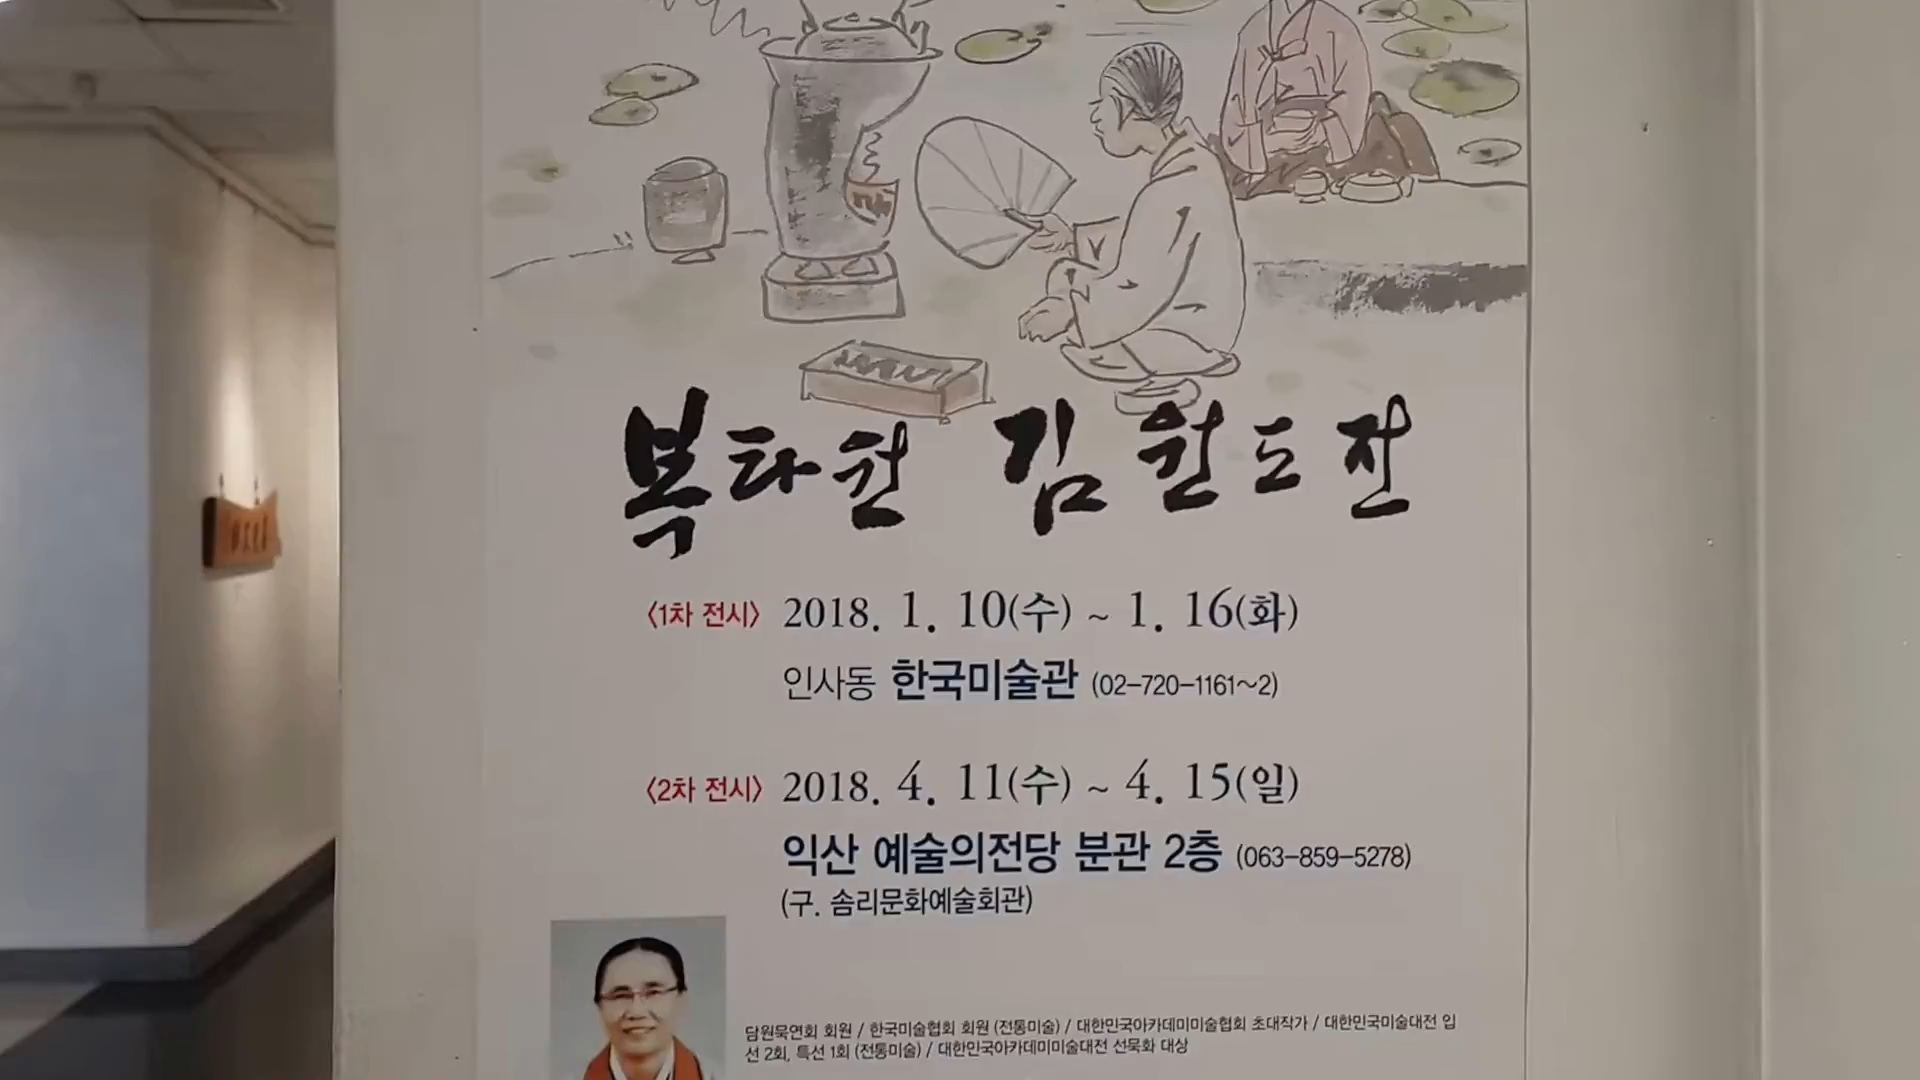 복타원 김원도전
〈1차 전시〉 2018. 1. 10(수) ~ 1. 16(화)
인사동 한국미술관 (02-720-1161~2)
〈2차 전시〉 2018. 4. 11(수) ~ 4. 15(일)
익산 예술의전당 분관 2층 (063-859-5278)
(구. 솜리문화예술회관)
담원묵연회 회원 / 한국미술협회 회원 (전통미술) / 대한민국아카데미미술협회 초대작가 / 대한민국미술대전 입
선 2회, 특선 1회 (전통미술) / 대한민국아카데미미술대전 선묵화 대상